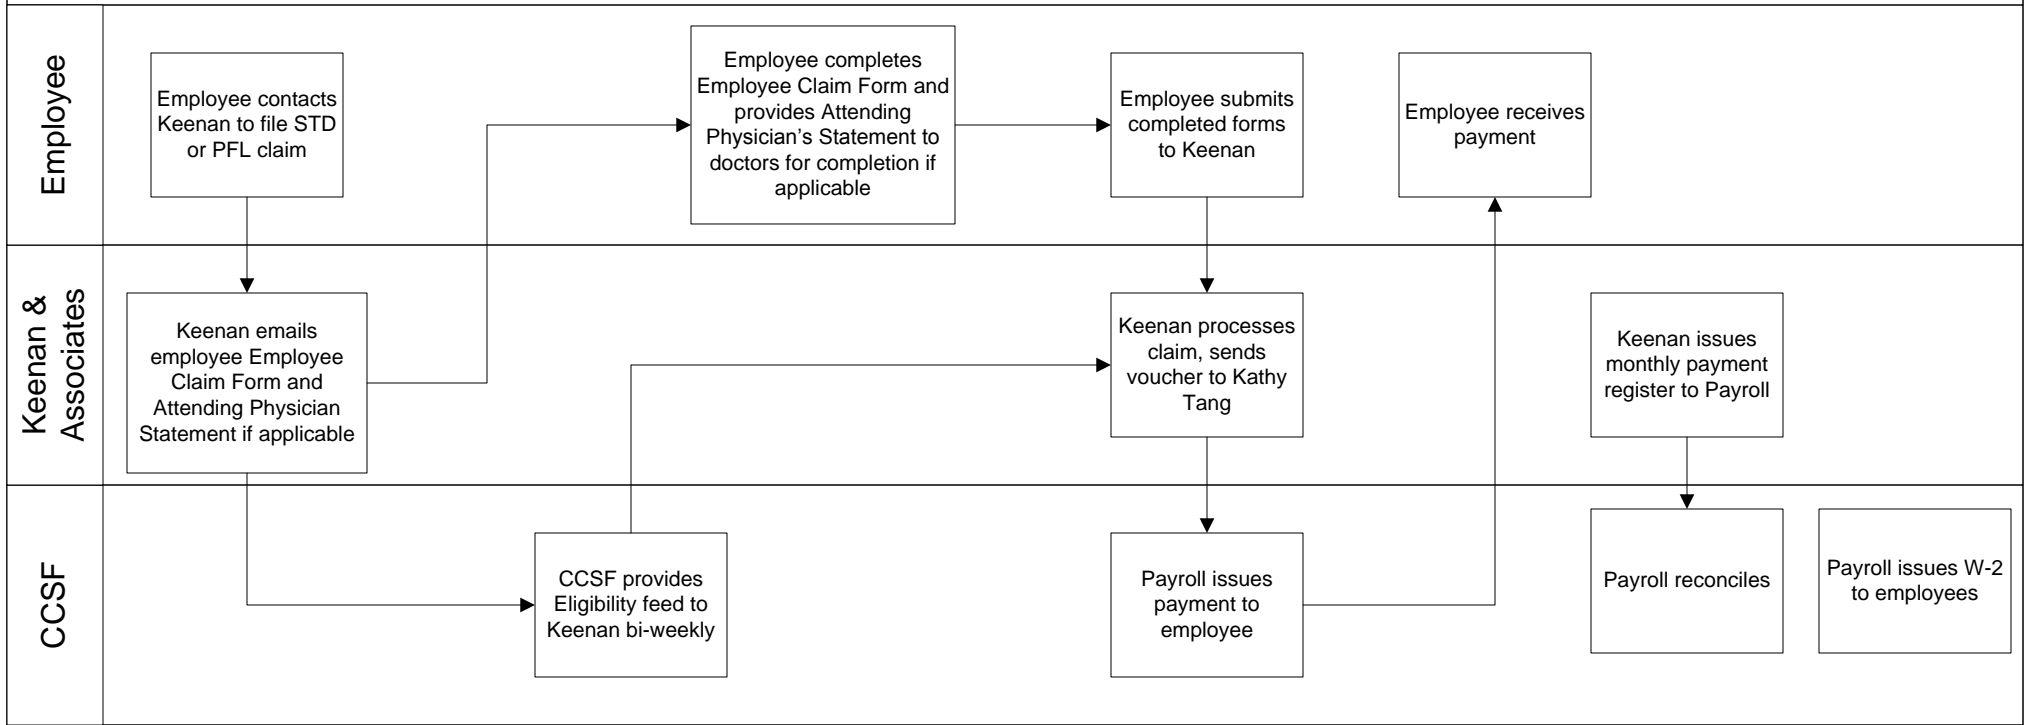 Employee
Employee contacts
Keenan to file STD
or PFL claim
Employee completes
Employee Claim Form and
provides Attending
Physician’s Statement to
doctors for completion if
applicable
Employee submits
completed forms
to Keenan
Employee receives
payment
Keenan &
Associates
Keenan emails
employee Employee
Claim Form and
Attending Physician
Statement if applicable
Keenan processes
claim, sends
voucher to Kathy
Tang
Keenan issues
monthly payment
register to Payroll
CCSF
CCSF provides
Eligibility feed to
Keenan bi-weekly
Payroll issues
payment to
employee
Payroll reconciles
Payroll issues W-2
to employees